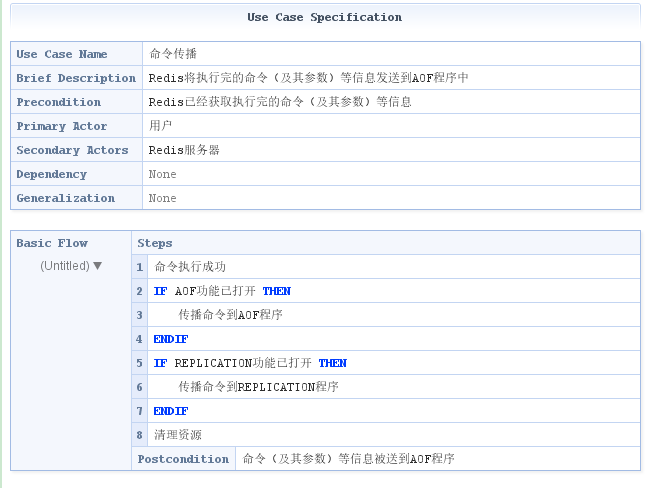 Use Case Specification
Use Case Name 命令传播
Brief Description Redis将执行完的命令（及其参数）等信息发送到AOF程序中
Precondition Redis已经获取执行完的命令（及其参数）等信息
Primary Actor 用户
Secondary Actors Redis服务器
Dependency None
Generalization None
Basic Flow Steps
(Untitled) ▼
1 命令执行成功
2 IF AOF功能已打开 THEN
3 传播命令到AOF程序
4 ENDIF
5 IF REPLICATION功能已打开 THEN
6 传播命令到REPLICATION程序
7 ENDIF
8 清理资源
Postcondition 命令（及其参数）等信息被送到AOF程序